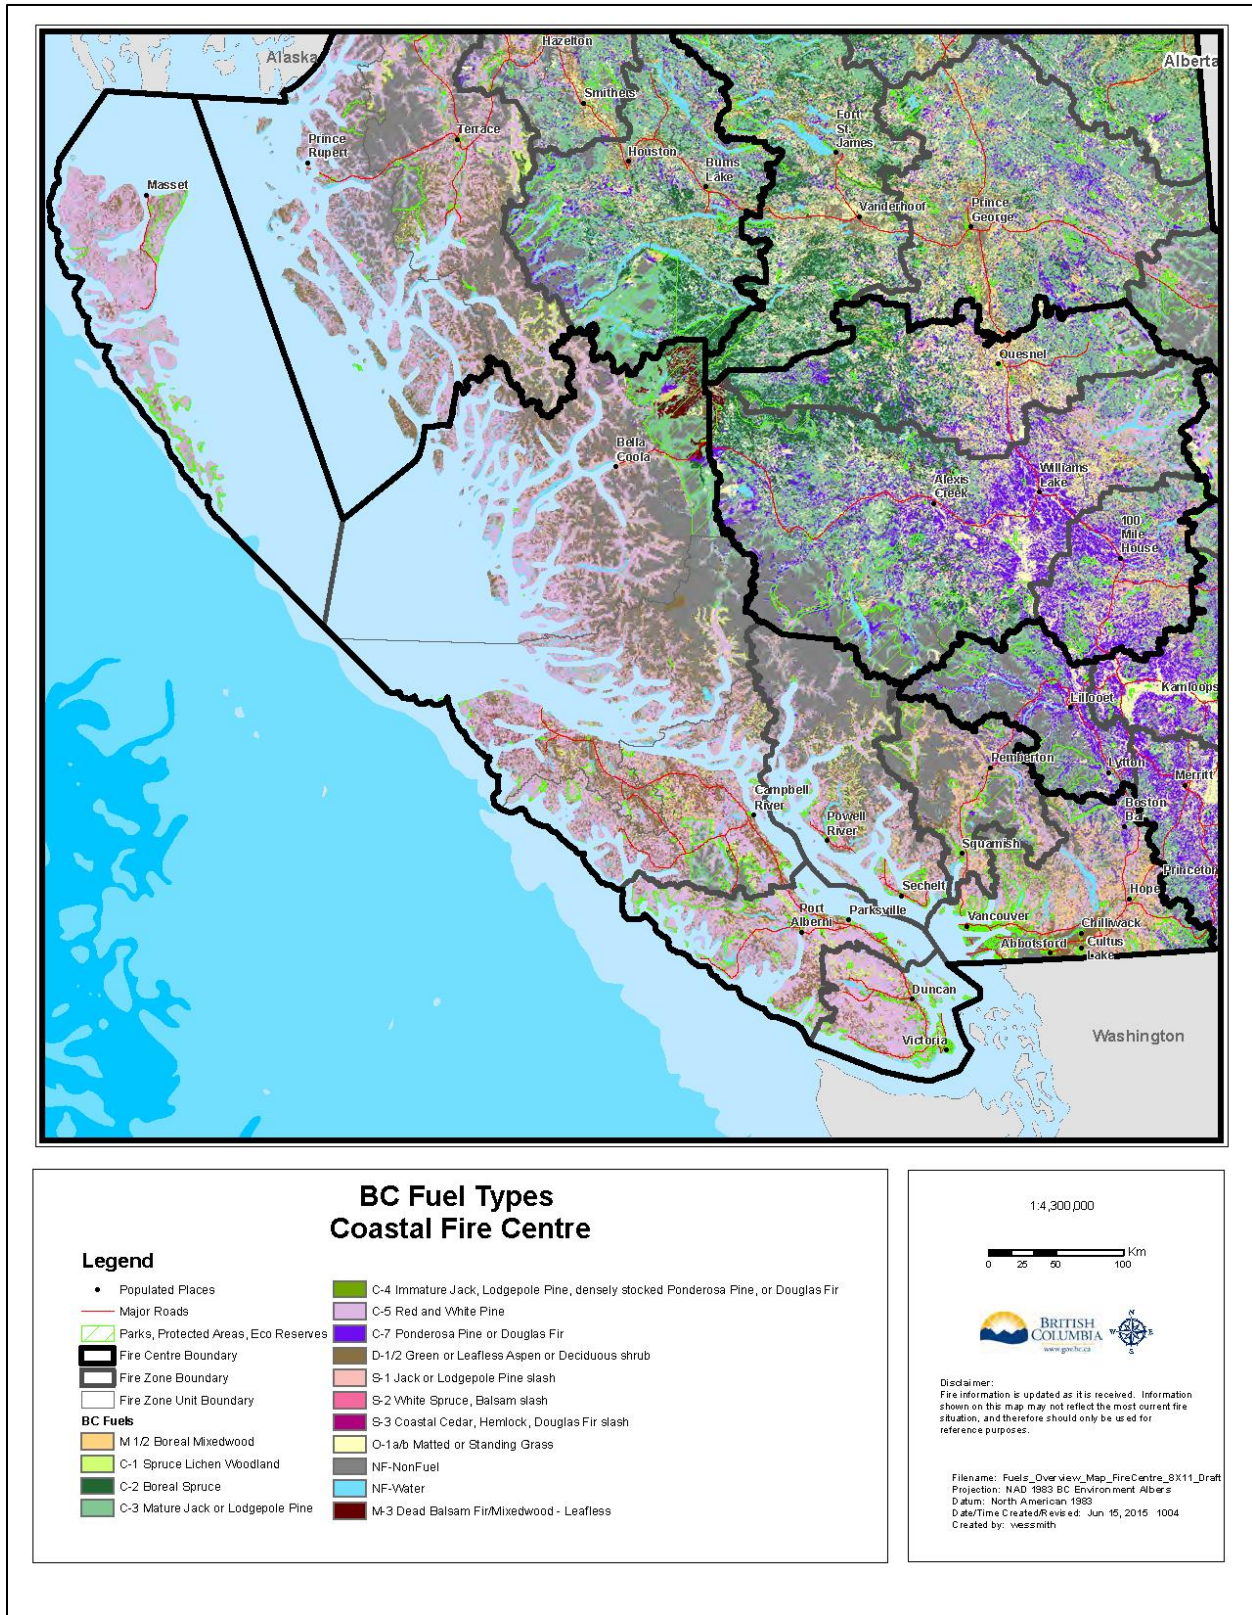 Alaska
Hazelton
Alberta
Smithers
Fort
St.
James
Prince
Rupert
Terrace
Houston
Burns
Lake
Masset
Vanderhoof
Prince
George
Quesnel
Bella
Coola
Williams
Lake
Alexis
Creek
100
Mile
House
Lillooet
Kamloops
Pemberton
Lytton
Merritt
Campbell
River
Boston
Ba
Powell
River
Squamish
Princeton
Sechelt
Hope
Port
Alberni
Parksville
Vancouver
Chilliwack
Abbotsford
Cultus
Lake
Duncan
Victoria
Washington
BC Fuel Types
Coastal Fire Centre
Legend
Populated Places
Major Roads
Parks, Protected Areas, Eco Reserves
Fire Centre Boundary
Fire Zone Boundary
Fire Zone Unit Boundary
BC Fuels
M 1/2 Boreal Mixedwood
C-1 Spruce Lichen Woodland
C-2 Boreal Spruce
C-3 Mature Jack or Lodgepole Pine
C-4 Immature Jack, Lodgepole Pine, densely stocked Ponderosa Pine, or Douglas Fir
C-5 Red and White Pine
C-7 Ponderosa Pine or Douglas Fir
D-1/2 Green or Leafless Aspen or Deciduous shrub
S-1 Jack or Lodgepole Pine slash
S-2 White Spruce, Balsam slash
S-3 Coastal Cedar, Hemlock, Douglas Fir slash
O-1a/b Matted or Standing Grass
NF-NonFuel
NF-Water
M-3 Dead Balsam Fir/Mixedwood - Leafless
1:4,300,000
Km
0 25 50 100
BRITISH
COLUMBIA
www.gov.bc.ca
N
W E
S
Disclaimer:
Fire information is updated as it is received. Information
shown on this map may not reflect the most current fire
situation, and therefore should only be used for
reference purposes.
Filename: Fuels_Overview_Map_FireCentre_8X11_Draft
Projection: NAD 1983 BC Environment Albers
Datum: North American 1983
Date/Time Created/Revised: Jun 15, 2015 1004
Created by: wessmith